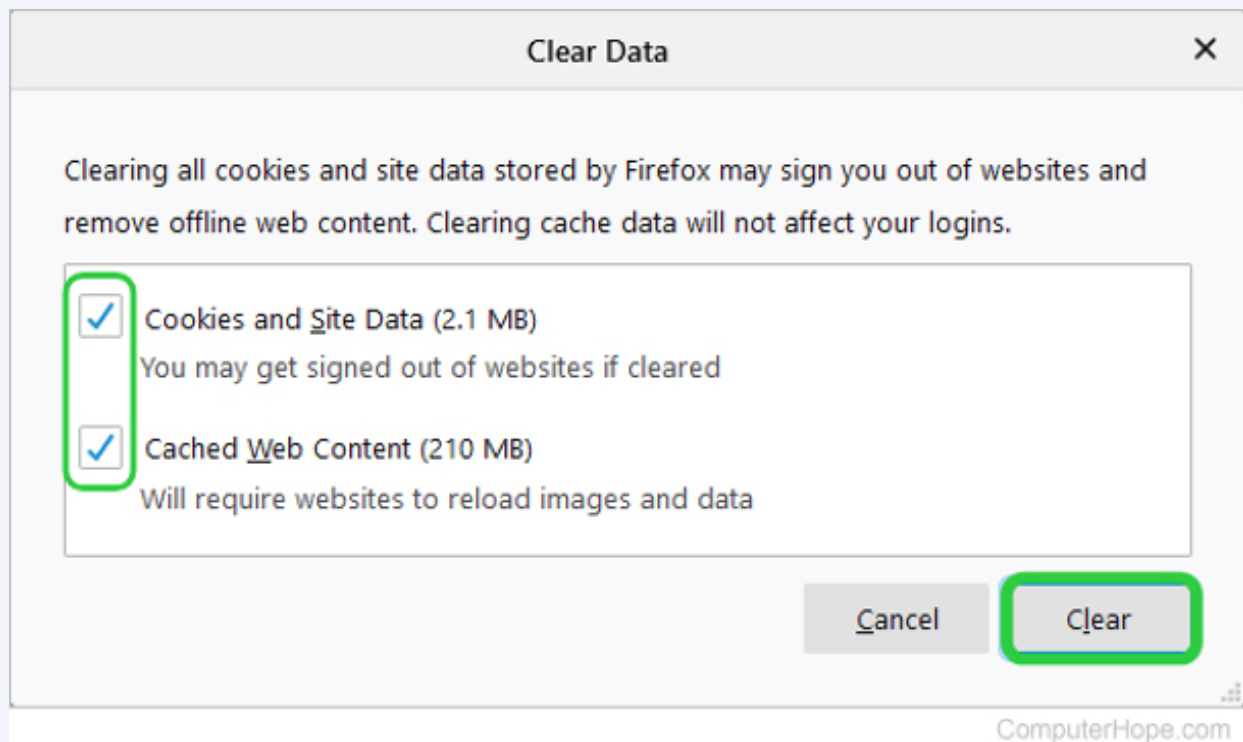 Clear Data
Clearing all cookies and site data stored by Firefox may sign you out of websites and
remove offline web content. Clearing cache data will not affect your logins.
Cookies and Site Data (2.1 MB)
You may get signed out of websites if cleared
Cached Web Content (210 MB)
Will require websites to reload images and data
Cancel
Clear
ComputerHope.com